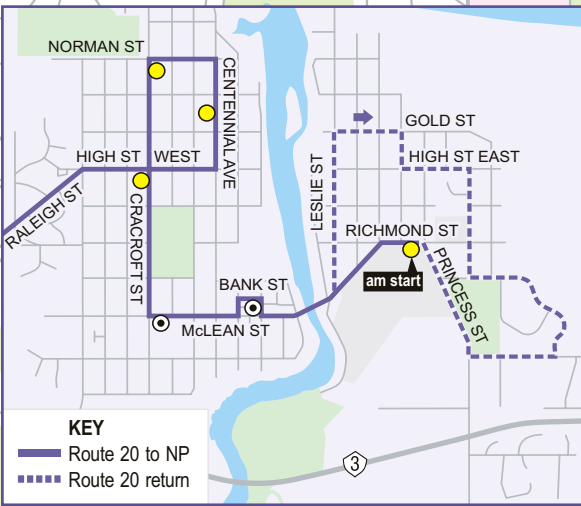 NORMAN ST
CENTENNIAL AVE
GOLD ST
HIGH ST WEST
HIGH ST EAST
LESLIE ST
RALEIGH ST
CRACROFT ST
RICHMOND ST
PRINCESS ST
am start
BANK ST
McLEAN ST
KEY
Route 20 to NP
Route 20 return
3